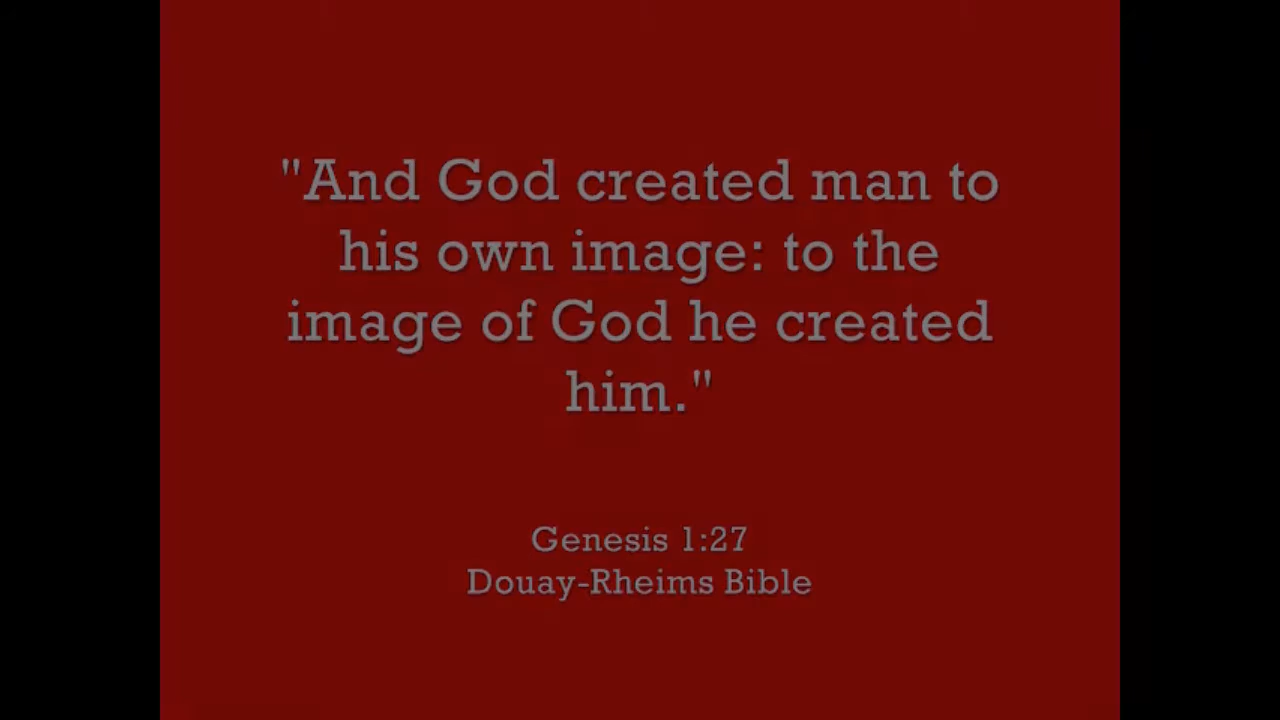 "And God created man to
his own image: to the
image of God he created
him."
Genesis 1:27
Douay-Rheims Bible